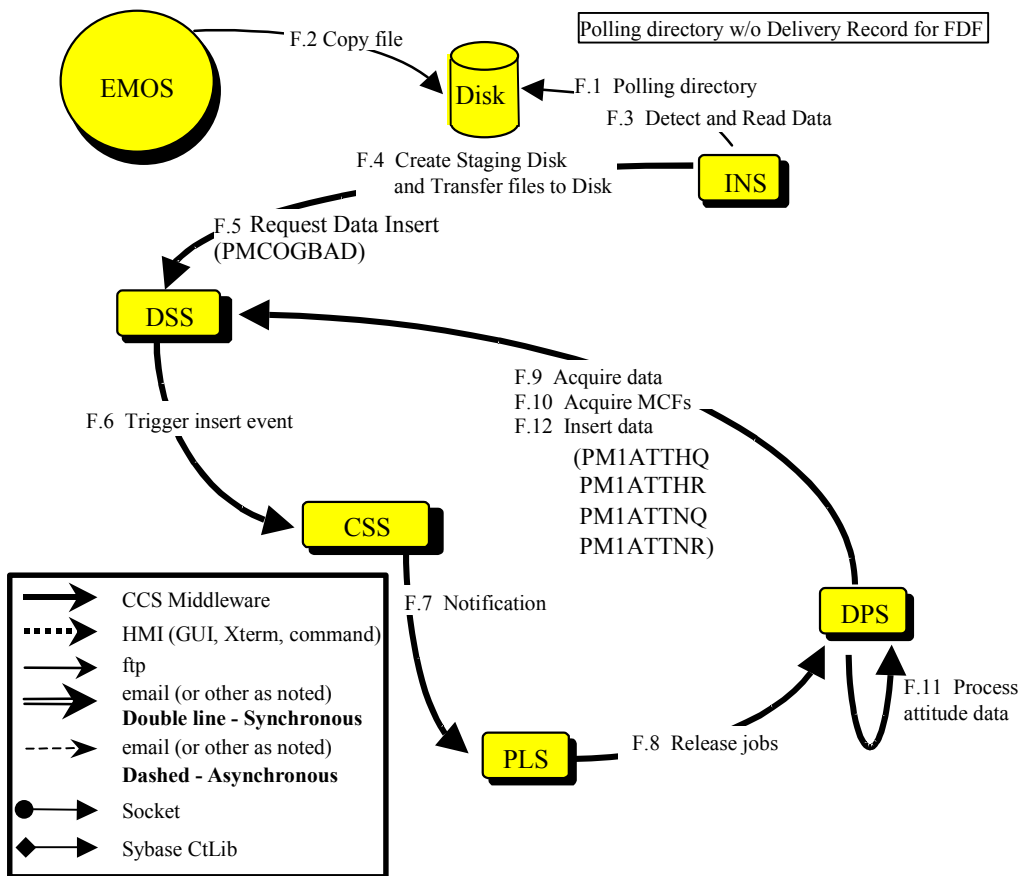 Polling directory w/o Delivery Record for FDF
F.2 Copy file
EMOS
Disk
F.1 Polling directory
F.3 Detect and Read Data
INS
F.4 Create Staging Disk
and Transfer files to Disk
F.5 Request Data Insert
(PMCOGBAD)
DSS
F.9 Acquire data
F.10 Acquire MCFs
F.12 Insert data
(PM1ATTHQ
PM1ATTHR
PM1ATTNQ
PM1ATTNR)
F.6 Trigger insert event
CSS
F.7 Notification
DPS
F.11 Process
attitude data
PLS
F.8 Release jobs
CCS Middleware
HMI (GUI, Xterm, command)
ftp
email (or other as noted)
Double line - Synchronous
email (or other as noted)
Dashed - Asynchronous
Socket
Sybase CtLib